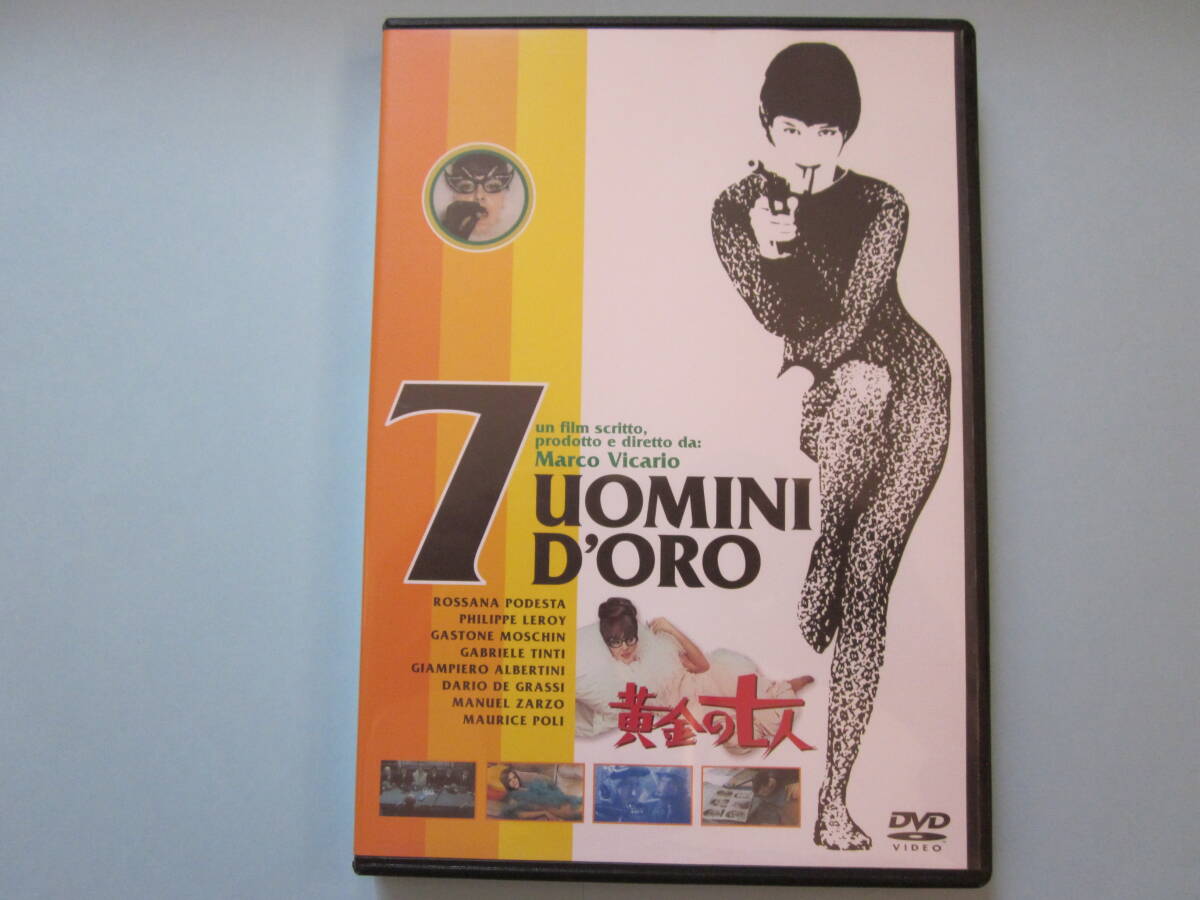 un film scritto,
prodotto e diretto da:
Marco Vicario
7 UOMINI
D'ORO
ROSSANA PODESTA
PHILIPPE LEROY
GASTONE MOSCHIN
GABRIELE TINTI
GIAMPIERO ALBERTINI
DARIO DE GRASSI
MANUEL ZARZO
MAURICE POLI
黄金の七人
DVD
VIDEO